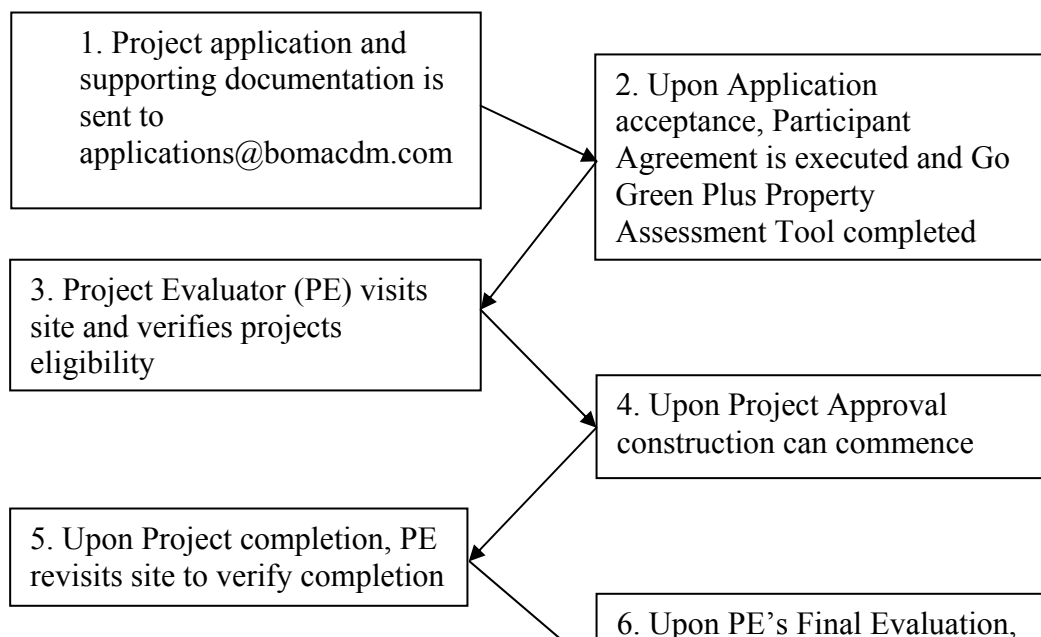 1. Project application and
supporting documentation is
sent to
applications@bomacdm.com
2. Upon Application
acceptance, Participant
Agreement is executed and Go
Green Plus Property
Assessment Tool completed
3. Project Evaluator (PE) visits
site and verifies projects
eligibility
4. Upon Project Approval
construction can commence
5. Upon Project completion, PE
revisits site to verify completion
6. Upon PE’s Final Evaluation,